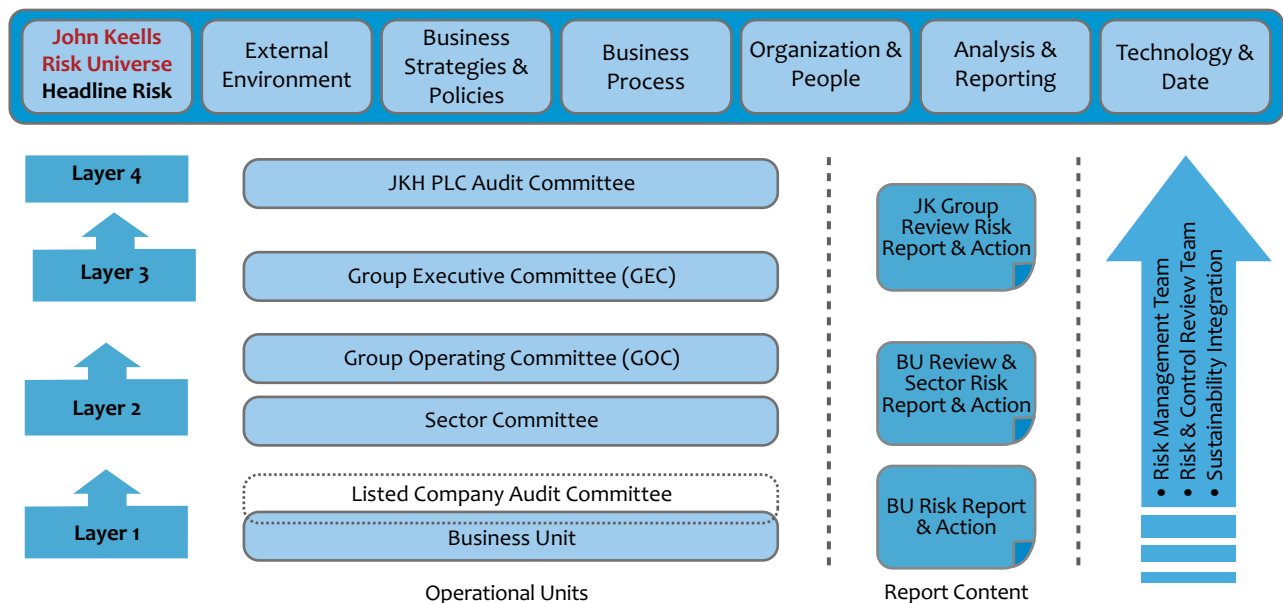 John Keells
Risk Universe
Headline Risk
External
Environment
Business
Strategies &
Policies
Business
Process
Organization &
People
Analysis &
Reporting
Technology &
Date
Layer 4
JKH PLC Audit Committee
JK Group
Review Risk
Report & Action
Layer 3
Group Executive Committee (GEC)
Group Operating Committee (GOC)
BU Review &
Sector Risk
Report & Action
Layer 2
Sector Committee
Listed Company Audit Committee
BU Risk Report
& Action
Layer 1
Business Unit
• Risk Management Team
• Risk & Control Review Team
• Sustainability Integration
Operational Units
Report Content